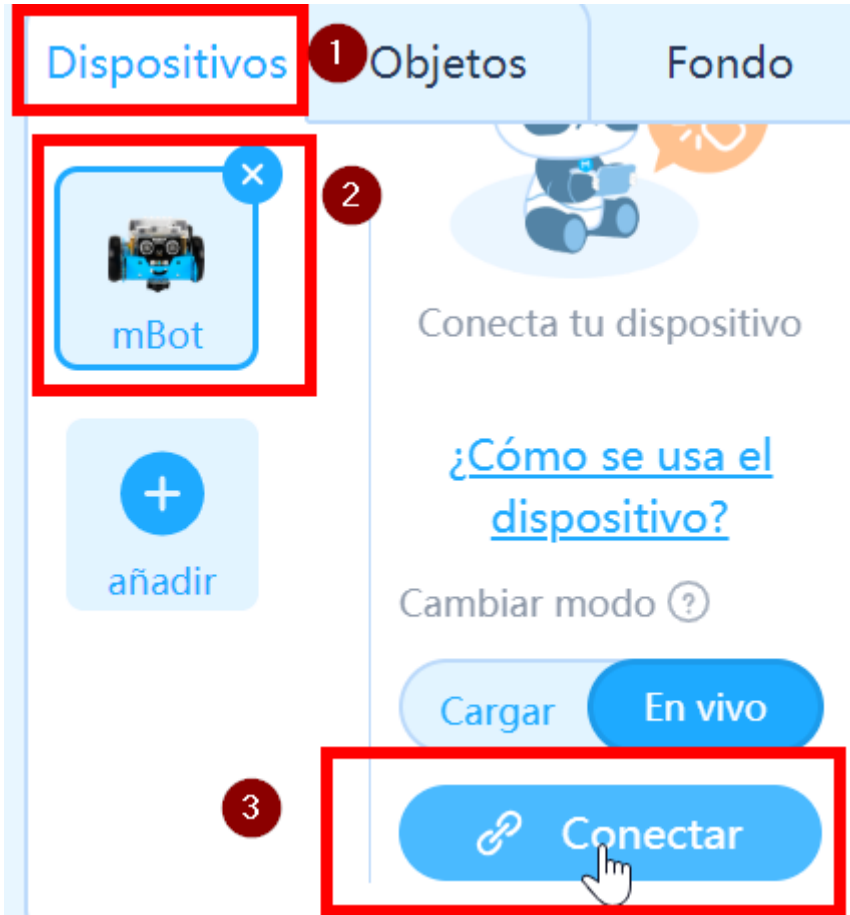 Dispositivos
1
Objetos
Fondo
2
mBot
Conecta tu dispositivo
¿Cómo se usa el
dispositivo?
añadir
Cambiar modo ?
Cargar
En vivo
3
Conectar